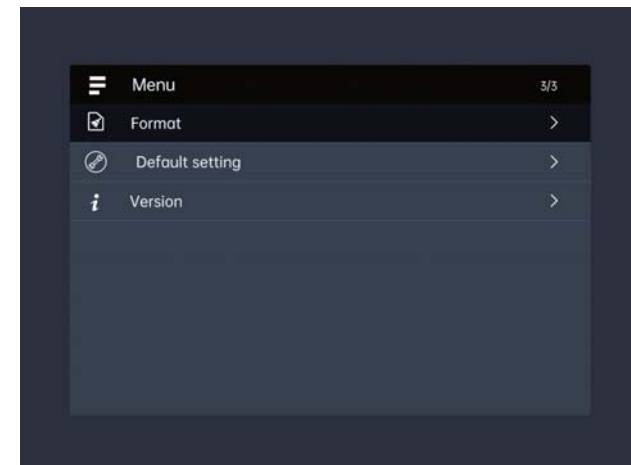 Menu 3/3
Format >
Default setting >
Version >